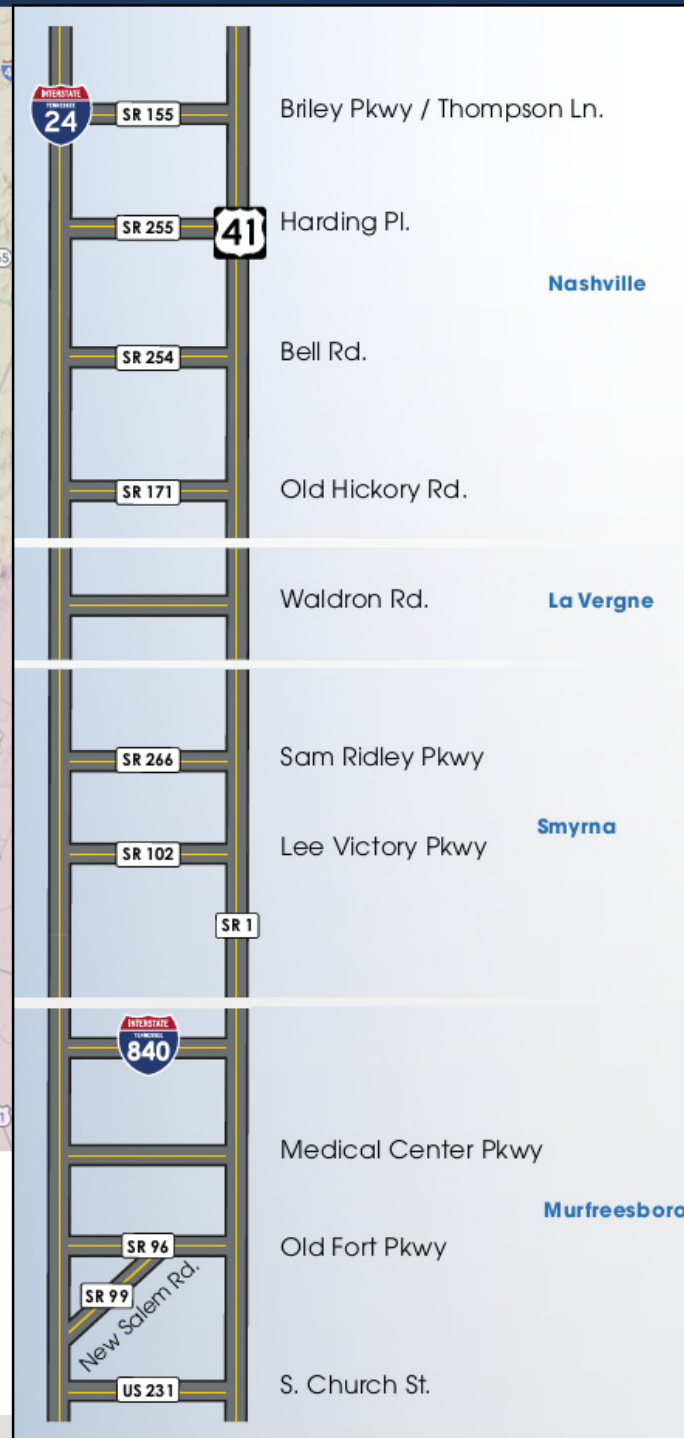 INTERSTATE
TENNESSEE
24
SR 155
Briley Pkwy / Thompson Ln.
SR 255
41
Harding Pl.
Nashville
SR 254
Bell Rd.
SR 171
Old Hickory Rd.
Waldron Rd.
La Vergne
SR 266
Sam Ridley Pkwy
Smyrna
SR 102
Lee Victory Pkwy
SR 1
INTERSTATE
TENNESSEE
840
Medical Center Pkwy
Murfreesboro
SR 96
Old Fort Pkwy
SR 99
New Salem Rd.
US 231
S. Church St.